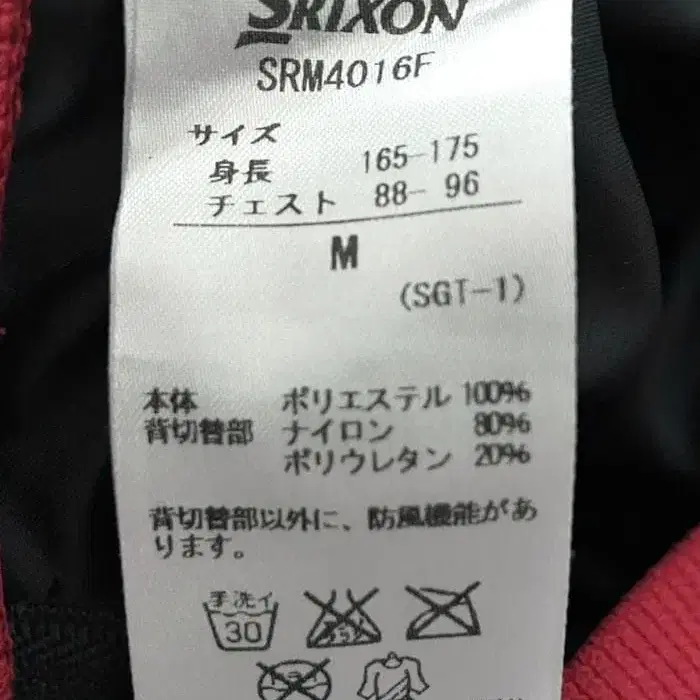 SRIXON
SRM4016F
サイズ
身長 165-175
チェスト 88- 96
M
(SGT-1)
本体 ポリエステル 100%
背切替部 ナイロン 80%
ポリウレタン 20%
背切替部以外に、防風機能があ
ります。
手洗イ
30